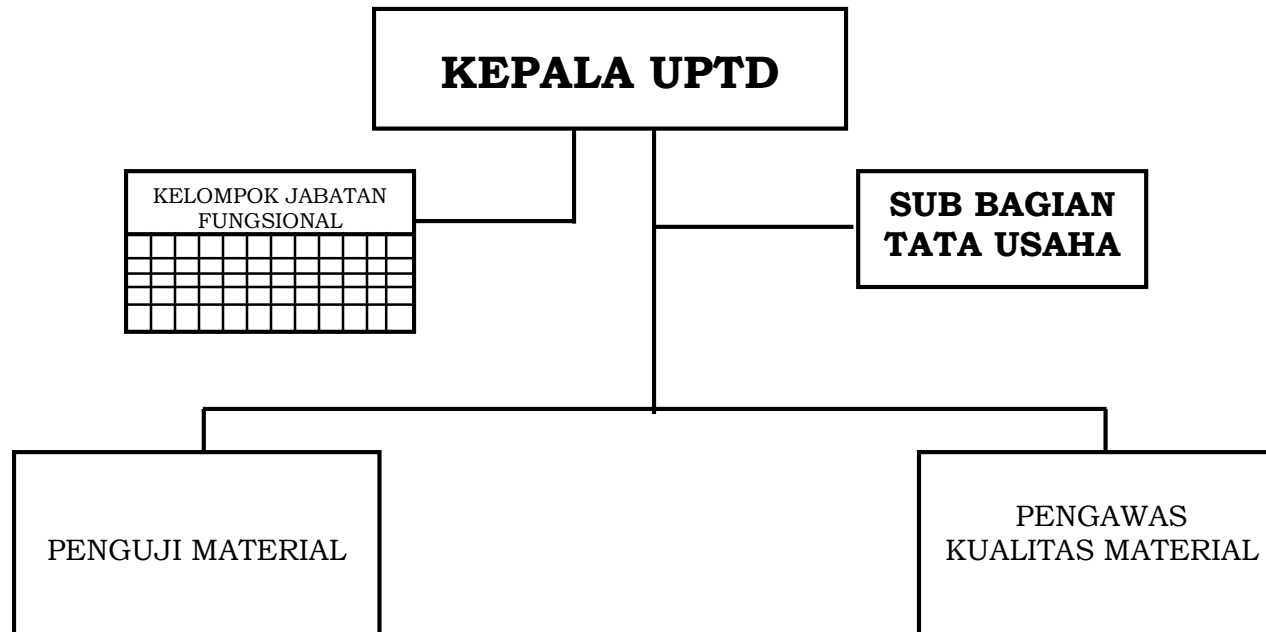 KEPALA UPTD
KELOMPOK JABATAN
FUNGSIONAL
SUB BAGIAN
TATA USAHA
PENGUJI MATERIAL
PENGAWAS
KUALITAS MATERIAL